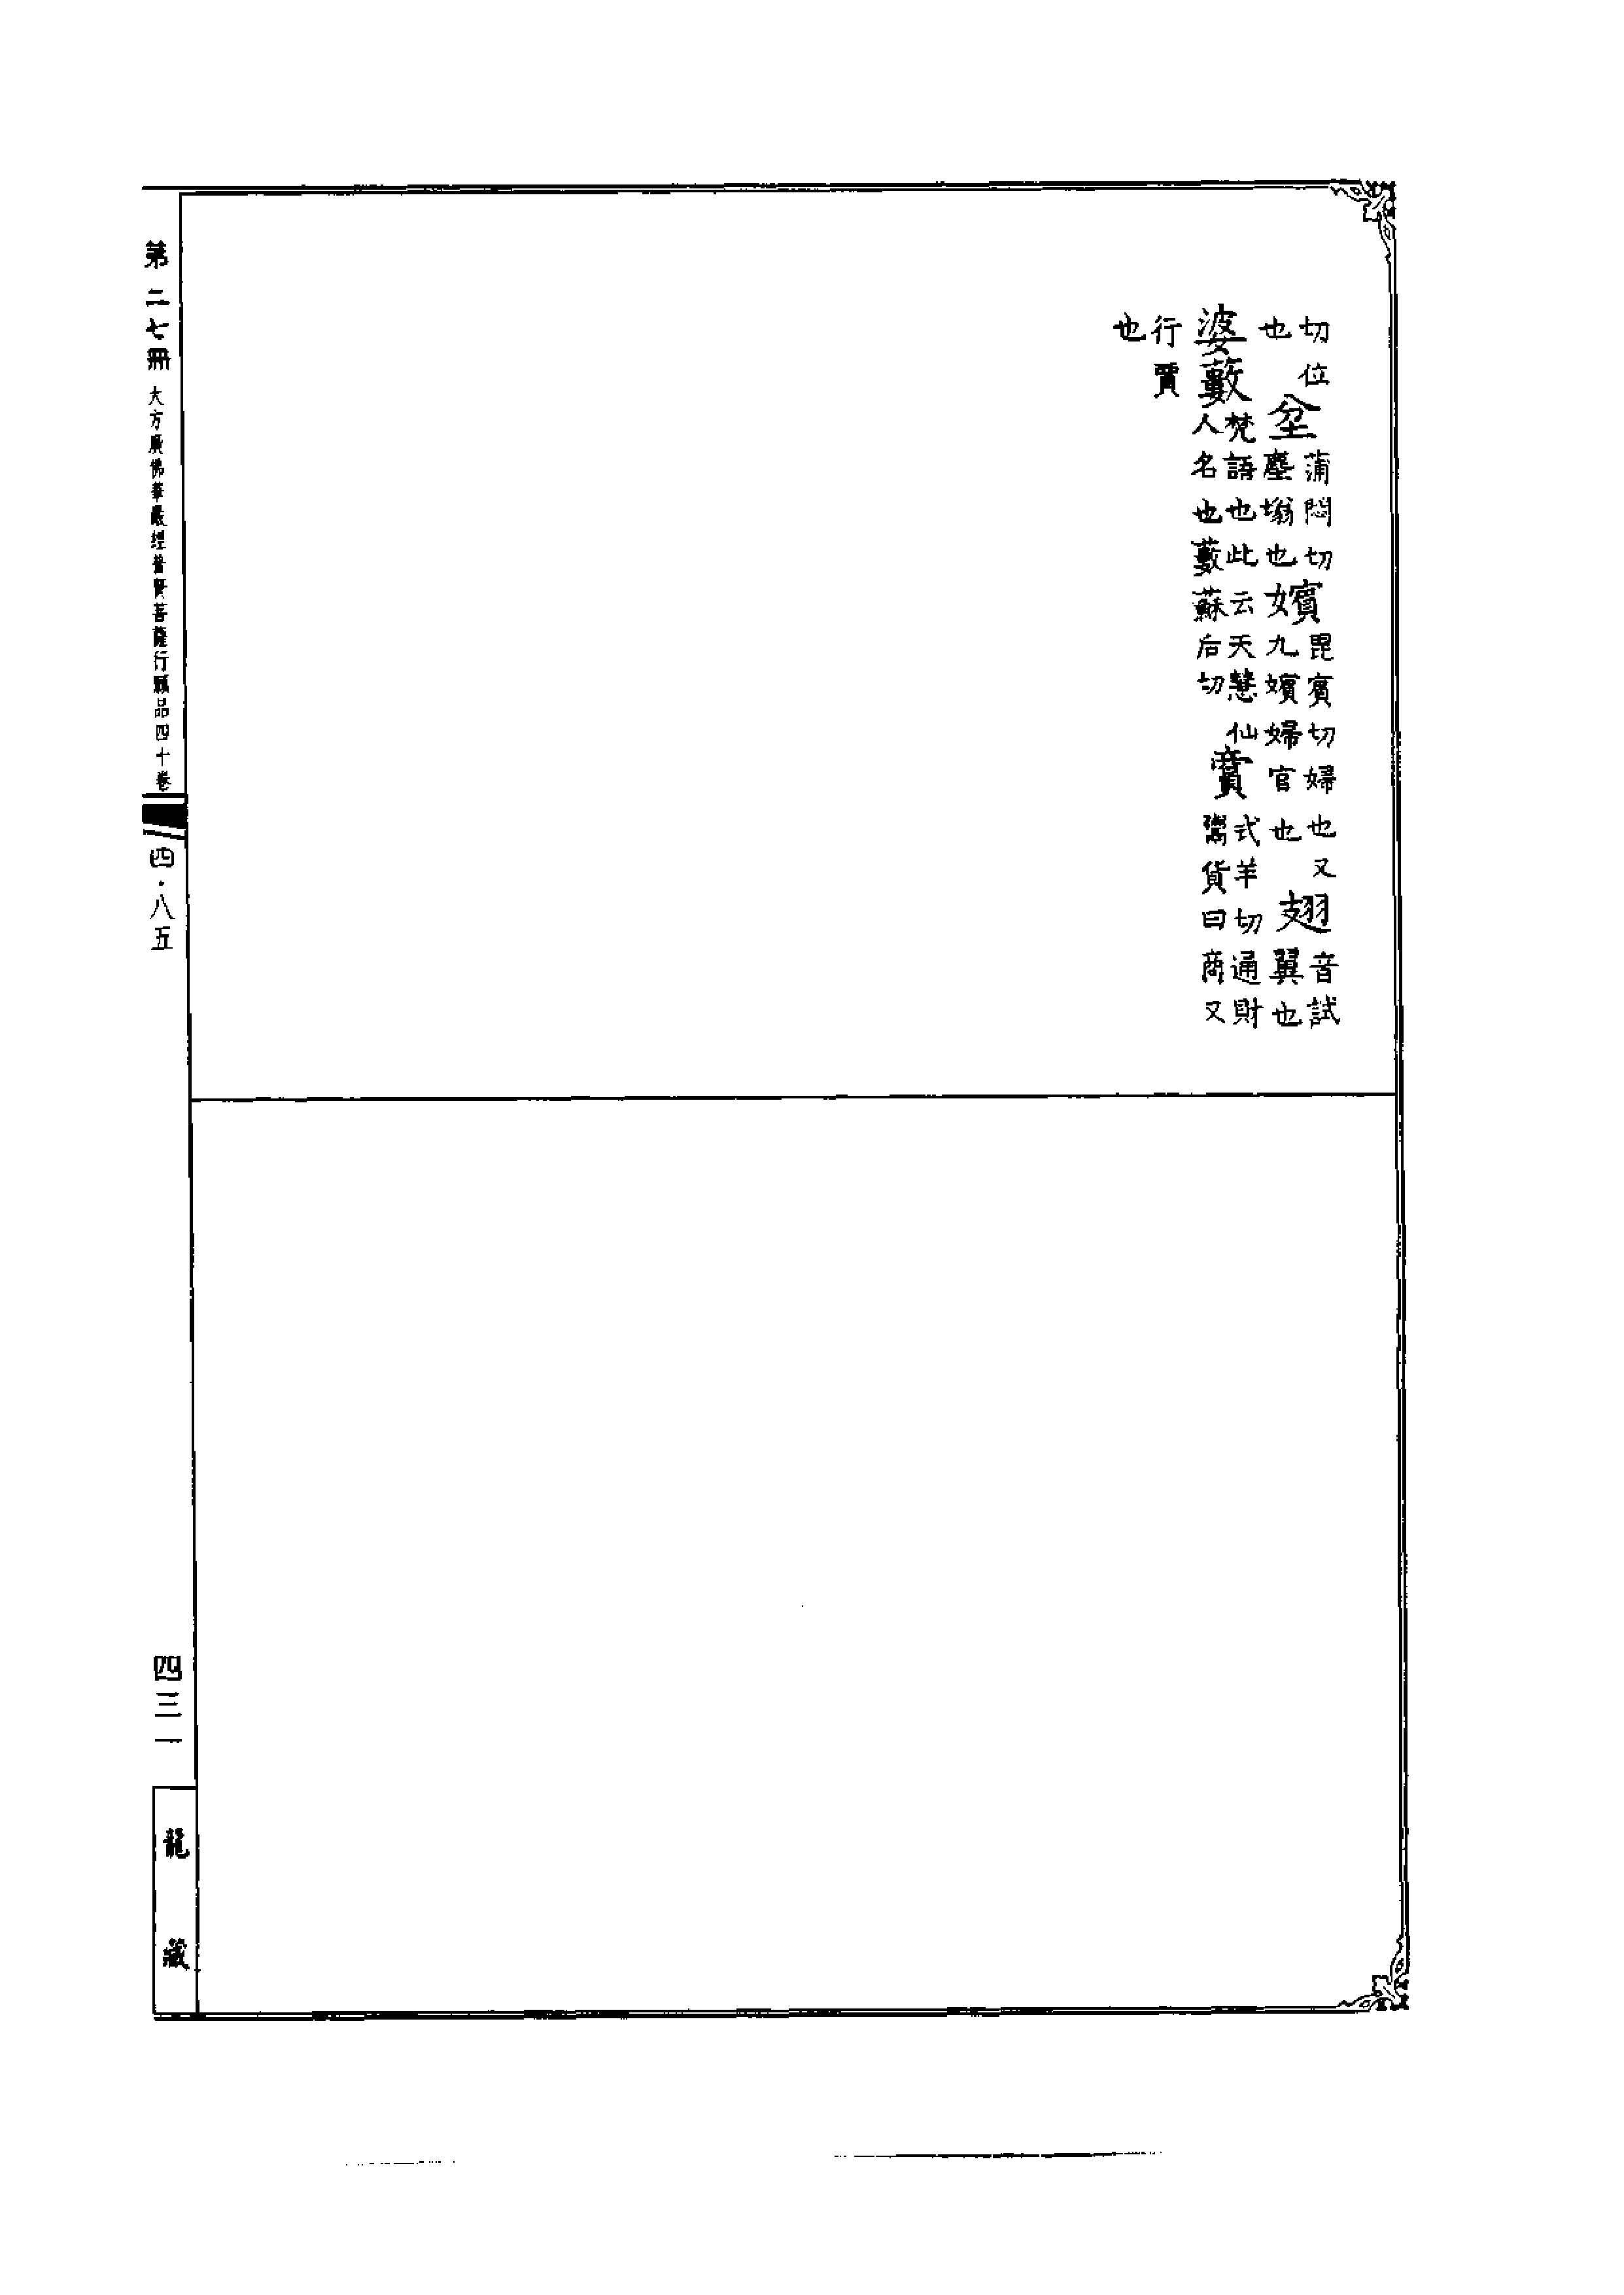 切位也 坌蒲悶切塵塕也 嬪毘賓切婦也又九嬪婦官也 翅音試翼也
婆藪梵語也此云天慧仙人名也藪蘇后切 賷式羊切通財鬻貨曰商又
行賈也
第二七冊 大方廣佛華嚴經普賢菩薩行願品四十卷 四・八五
四三一
龍藏